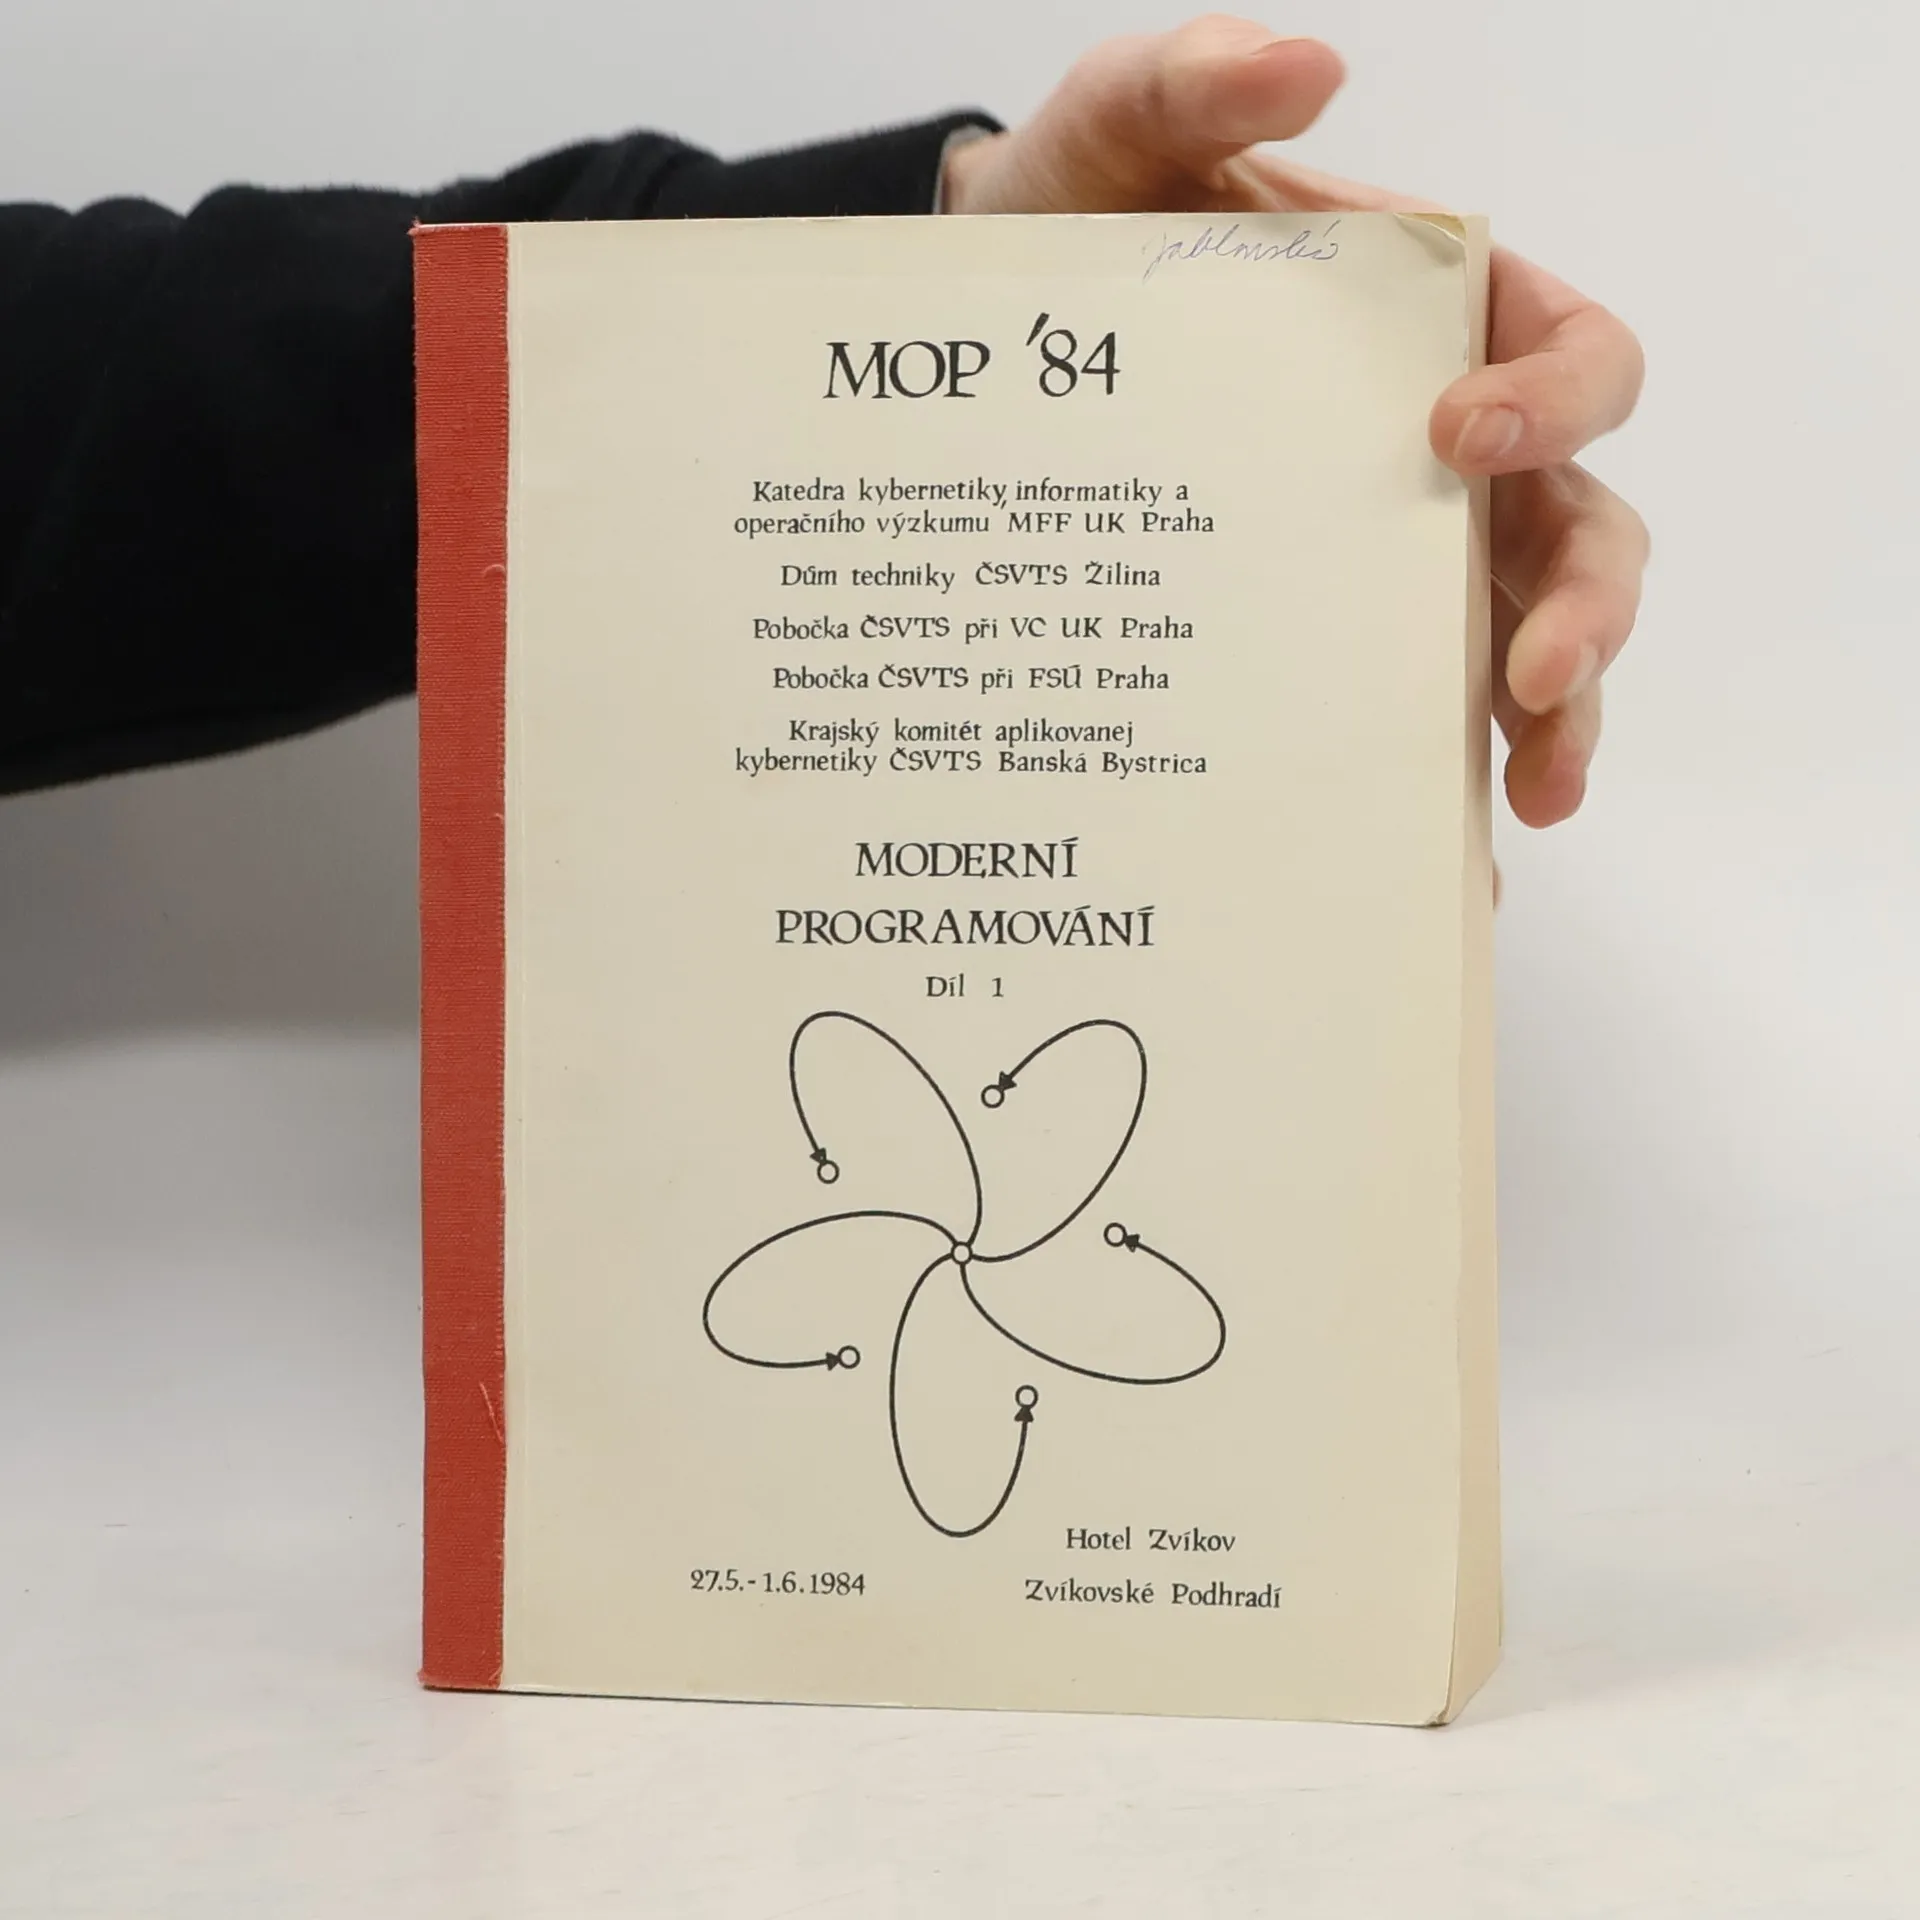 MOP '84
Katedra kybernetiky, informatiky a
operačního výzkumu MFF UK Praha
Dům techniky ČSVTS Žilina
Pobočka ČSVTS při VC UK Praha
Pobočka ČSVTS při FSÚ Praha
Krajský komitét aplikovanej
kybernetiky ČSVTS Banská Bystrica
MODERNÍ
PROGRAMOVÁNÍ
Díl 1
Hotel Zvíkov
27.5.-1.6.1984
Zvíkovské Podhradí